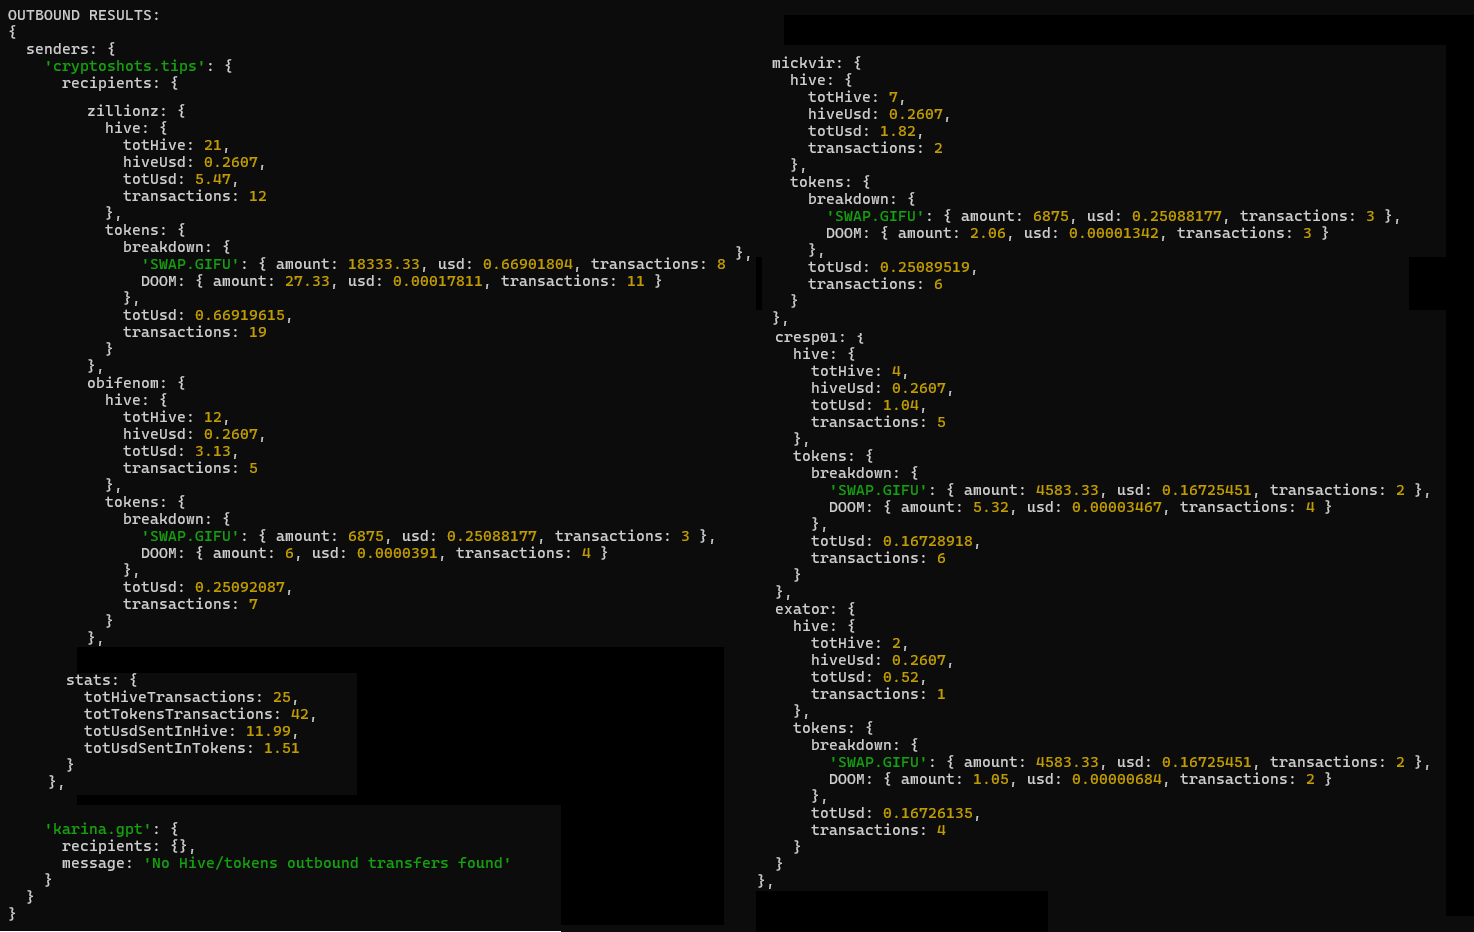 OUTBOUND RESULTS:
{
senders: {
'cryptoshots.tips': {
recipients: {
zillionz: {
hive: {
totHive: 21,
hiveUsd: 0.2607,
totUsd: 5.47,
transactions: 12
},
tokens: {
breakdown: {
'SWAP.GIFU': { amount: 18333.33, usd: 0.66901804, transactions: 8 },
DOOM: { amount: 27.33, usd: 0.00017811, transactions: 11 }
},
totUsd: 0.66919615,
transactions: 19
}
},
obifenom: {
hive: {
totHive: 12,
hiveUsd: 0.2607,
totUsd: 3.13,
transactions: 5
},
tokens: {
breakdown: {
'SWAP.GIFU': { amount: 6875, usd: 0.25088177, transactions: 3 },
DOOM: { amount: 6, usd: 0.0000391, transactions: 4 }
},
totUsd: 0.25092087,
transactions: 7
}
},
mickvir: {
hive: {
totHive: 7,
hiveUsd: 0.2607,
totUsd: 1.82,
transactions: 2
},
tokens: {
breakdown: {
'SWAP.GIFU': { amount: 6875, usd: 0.25088177, transactions: 3 },
DOOM: { amount: 2.06, usd: 0.00001342, transactions: 3 }
},
totUsd: 0.25089519,
transactions: 6
}
},
cresp01: {
hive: {
totHive: 4,
hiveUsd: 0.2607,
totUsd: 1.04,
transactions: 5
},
tokens: {
breakdown: {
'SWAP.GIFU': { amount: 4583.33, usd: 0.16725451, transactions: 2 },
DOOM: { amount: 5.32, usd: 0.00003467, transactions: 4 }
},
totUsd: 0.16728918,
transactions: 6
}
},
exator: {
hive: {
totHive: 2,
hiveUsd: 0.2607,
totUsd: 0.52,
transactions: 1
},
tokens: {
breakdown: {
'SWAP.GIFU': { amount: 4583.33, usd: 0.16725451, transactions: 2 },
DOOM: { amount: 1.05, usd: 0.00000684, transactions: 2 }
},
totUsd: 0.16726135,
transactions: 4
}
}
},
stats: {
totHiveTransactions: 25,
totTokensTransactions: 42,
totUsdSentInHive: 11.99,
totUsdSentInTokens: 1.51
}
},
'karina.gpt': {
recipients: {},
message: 'No Hive/tokens outbound transfers found'
}
}
}